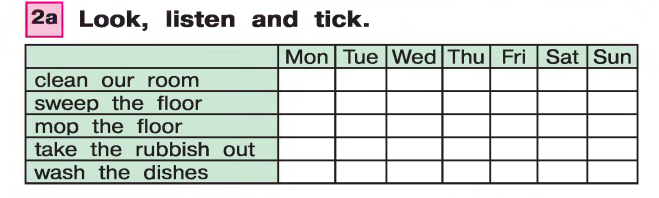 2a Look, listen and tick.
Mon Tue Wed Thu Fri Sat Sun
clean our room
sweep the floor
mop the floor
take the rubbish out
wash the dishes